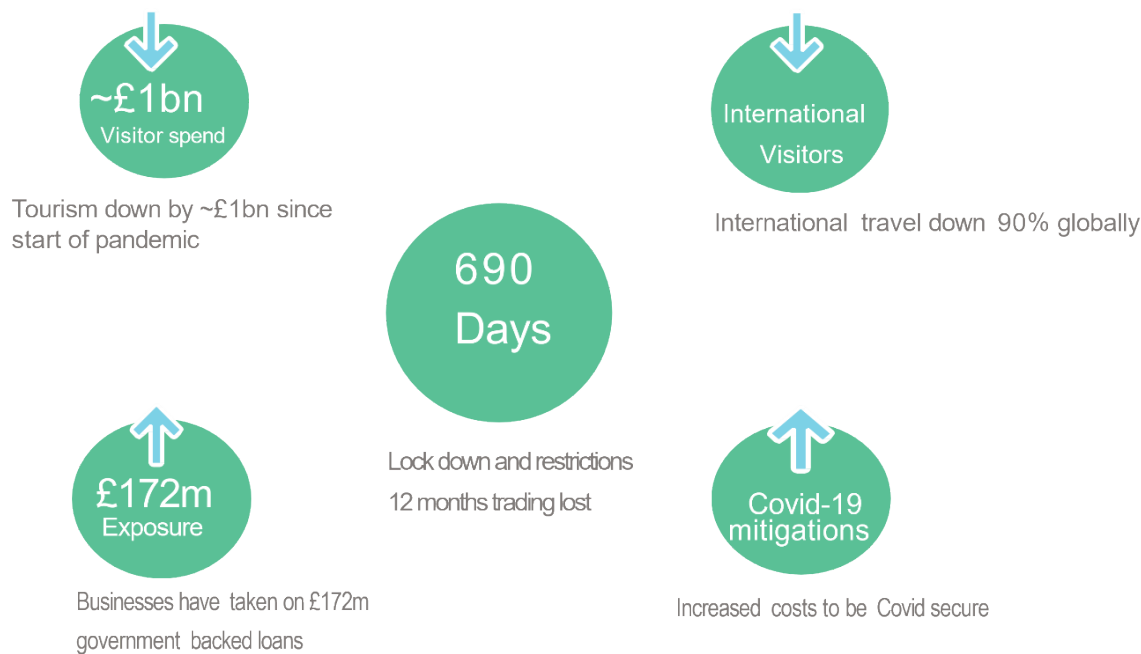 ~£1bn
Visitor spend
Tourism down by ~£1bn since
start of pandemic
International
Visitors
International travel down 90% globally
690
Days
Lock down and restrictions
12 months trading lost
£172m
Exposure
Businesses have taken on £172m
government backed loans
Covid-19
mitigations
Increased costs to be Covid secure